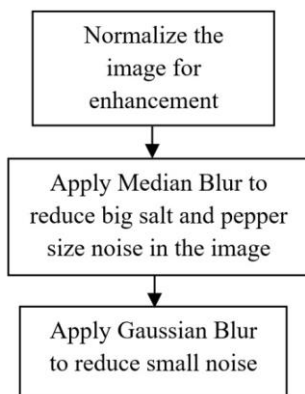 Normalize the
image for
enhancement
Apply Median Blur to
reduce big salt and pepper
size noise in the image
Apply Gaussian Blur
to reduce small noise